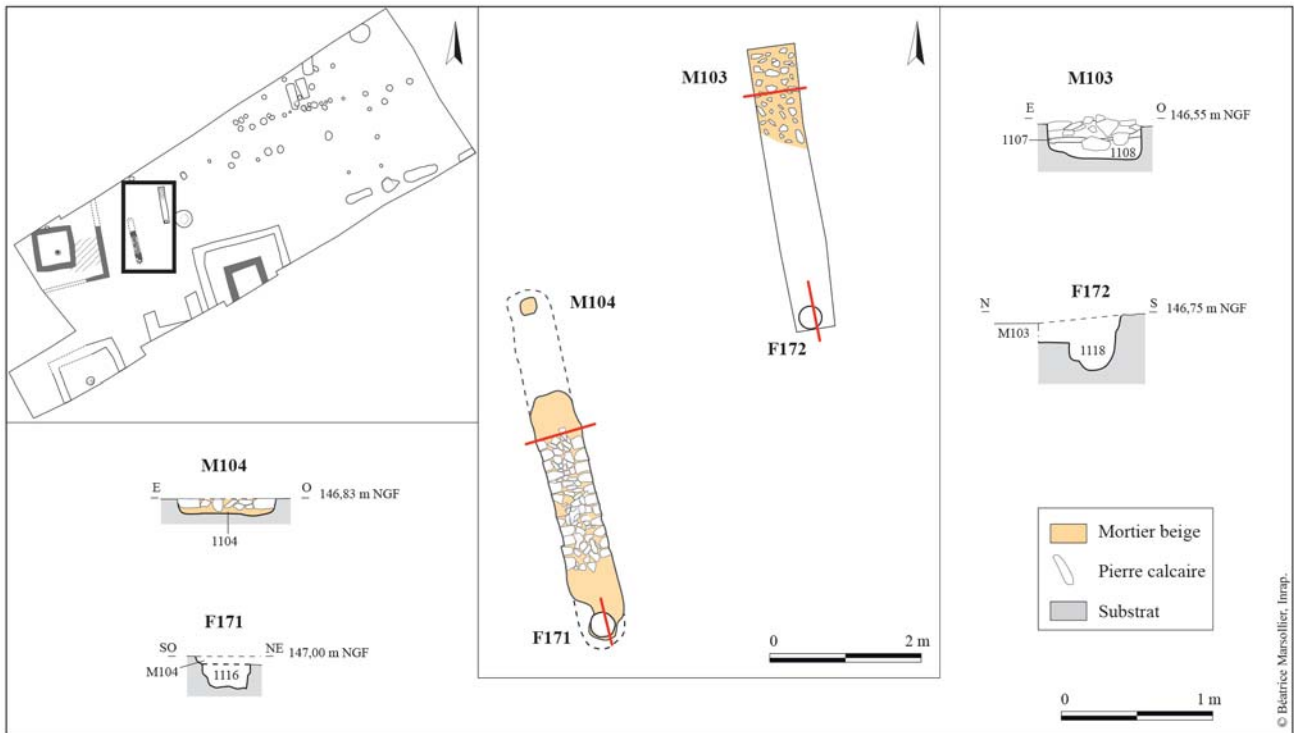 M103
M104
F172
F171
0 2 m
M104
E O 146,83 m NGF
1104
F171
SO NE 147,00 m NGF
M104
1116
M103
E O 146,55 m NGF
1107
1108
F172
N S 146,75 m NGF
M103
1118
Mortier beige
Pierre calcaire
Substrat
0 1 m
© Béatrice Marsollier, Inrap.